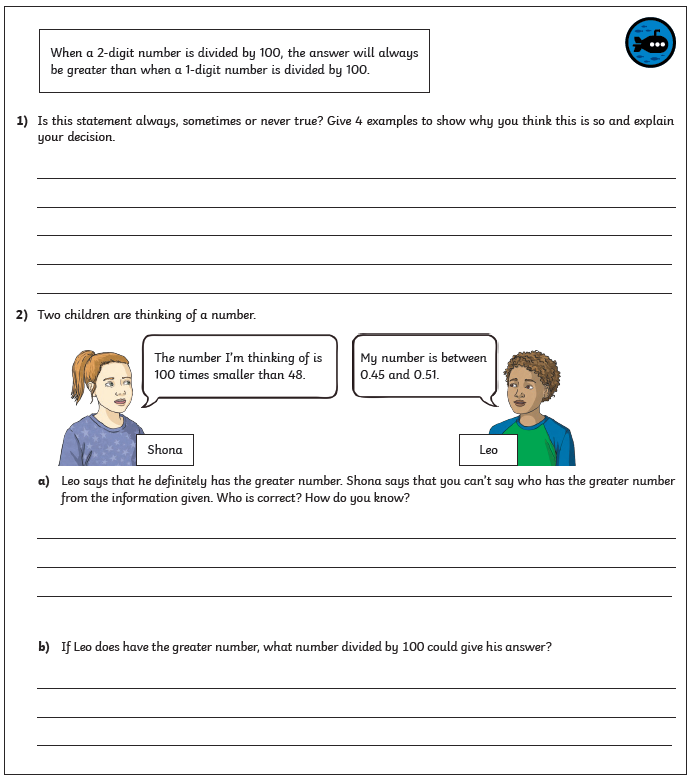 When a 2-digit number is divided by 100, the answer will always
be greater than when a 1-digit number is divided by 100.
1) Is this statement always, sometimes or never true? Give 4 examples to show why you think this is so and explain
your decision.
2) Two children are thinking of a number.
The number I'm thinking of is
100 times smaller than 48.
My number is between
0.45 and 0.51.
Shona
Leo
a) Leo says that he definitely has the greater number. Shona says that you can't say who has the greater number
from the information given. Who is correct? How do you know?
b) If Leo does have the greater number, what number divided by 100 could give his answer?